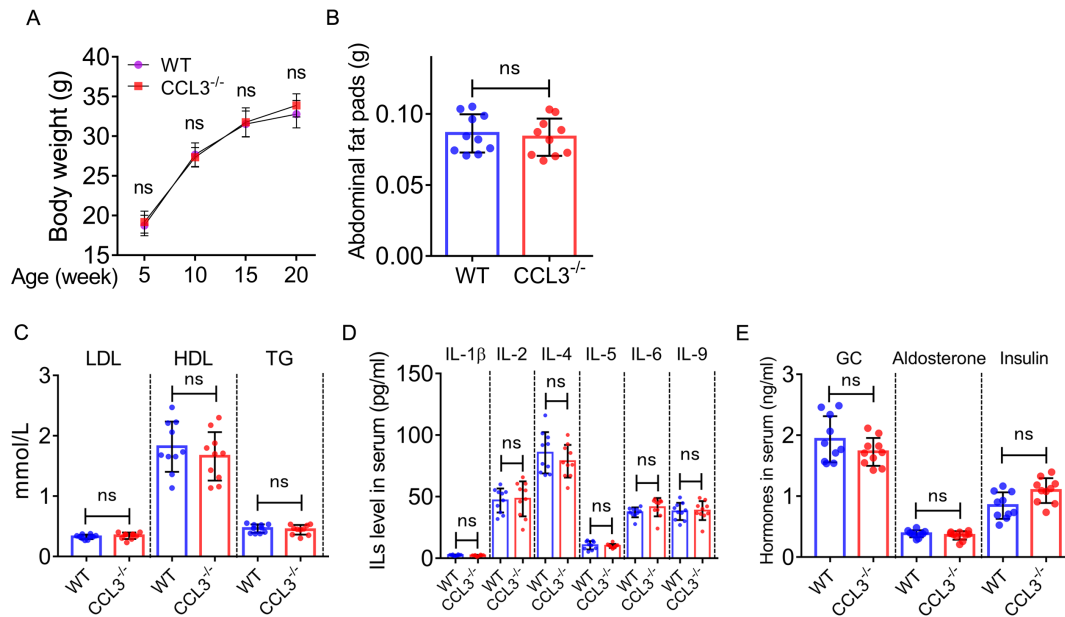 A
Body weight (g)
40
35
30
25
20
15
WT
CCL3-/-
ns
ns
ns
ns
Age (week)
5
10
15
20
B
Abdominal fat pads (g)
0.10
0.05
0.00
ns
WT
CCL3-/-
C
LDL
HDL
TG
mmol/L
3
2
1
0
ns
ns
ns
WT
CCL3-/-
WT
CCL3-/-
WT
CCL3-/-
D
IL-1β
IL-2
IL-4
IL-5
IL-6
IL-9
ILs level in serum (pg/ml)
150
100
50
0
ns
ns
ns
ns
ns
ns
WT
CCL3-/-
WT
CCL3-/-
WT
CCL3-/-
WT
CCL3-/-
WT
CCL3-/-
WT
CCL3-/-
E
GC
Aldosterone
Insulin
Hormones in serum (ng/ml)
3
2
1
0
ns
ns
ns
WT
CCL3-/-
WT
CCL3-/-
WT
CCL3-/-